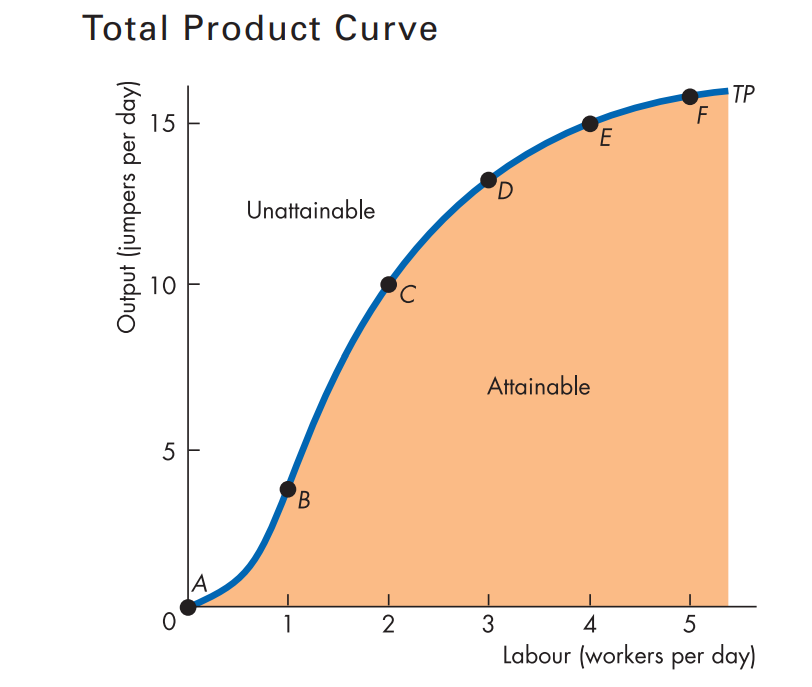 Total Product Curve
Output (jumpers per day)
15
10
5
0
TP
F
E
D
Unattainable
C
Attainable
B
A
1 2 3 4 5
Labour (workers per day)